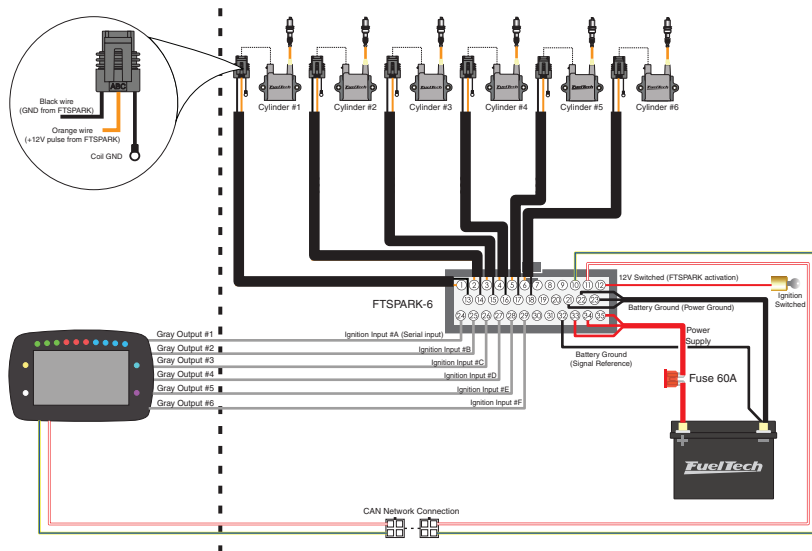 ABC
Black wire
(GND from FTSPARK)
Orange wire
(+12V pulse from FTSPARK)
Coil GND
FuelTech
FuelTech
FuelTech
FuelTech
FuelTech
FuelTech
Cylinder #1
Cylinder #2
Cylinder #3
Cylinder #4
Cylinder #5
Cylinder #6
FTSPARK-6
1 2 3 4 5 6 7 8 9 10 11 12
13 14 15 16 17 18 19 20 21 22 23
24 25 26 27 28 29 30 31 32 33 34 35
12V Switched (FTSPARK activation)
Ignition
Switched
Battery Ground (Power Ground)
Power
Supply
Battery Ground
(Signal Reference)
Fuse 60A
Gray Output #1
Gray Output #2
Gray Output #3
Gray Output #4
Gray Output #5
Gray Output #6
Ignition Input #A (Serial input)
Ignition Input #B
Ignition Input #C
Ignition Input #D
Ignition Input #E
Ignition Input #F
+ −
FuelTech
CAN Network Connection